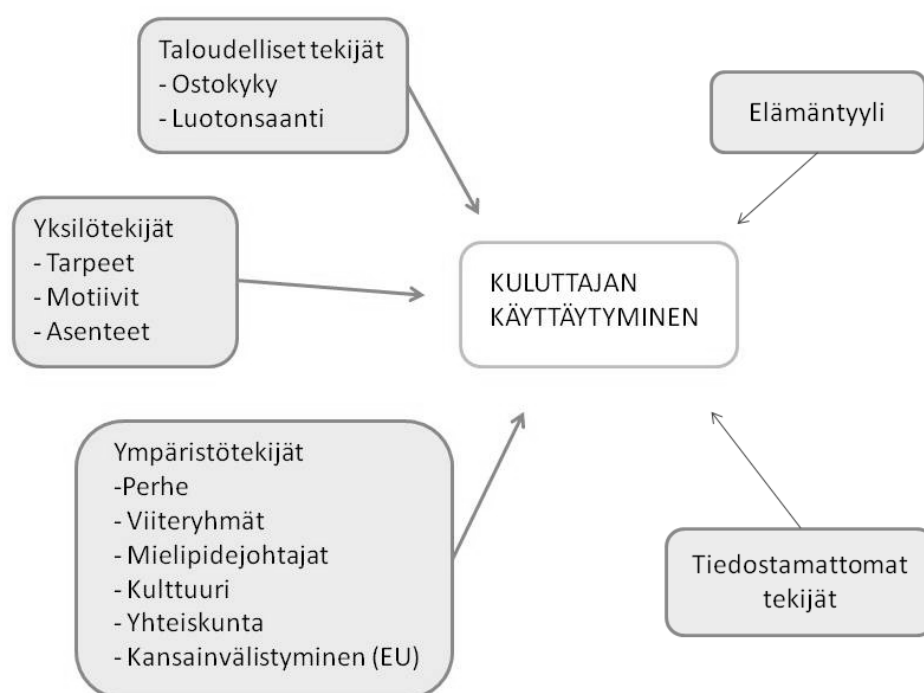 Taloudelliset tekijät
- Ostokyky
- Luotonsaanti
Elämäntyyli
Yksilötekijät
- Tarpeet
- Motiivit
- Asenteet
KULUTTAJAN
KÄYTTÄYTYMINEN
Ympäristötekijät
-Perhe
- Viiteryhmät
- Mielipidejohtajat
- Kulttuuri
- Yhteiskunta
- Kansainvälistyminen (EU)
Tiedostamattomat
tekijät